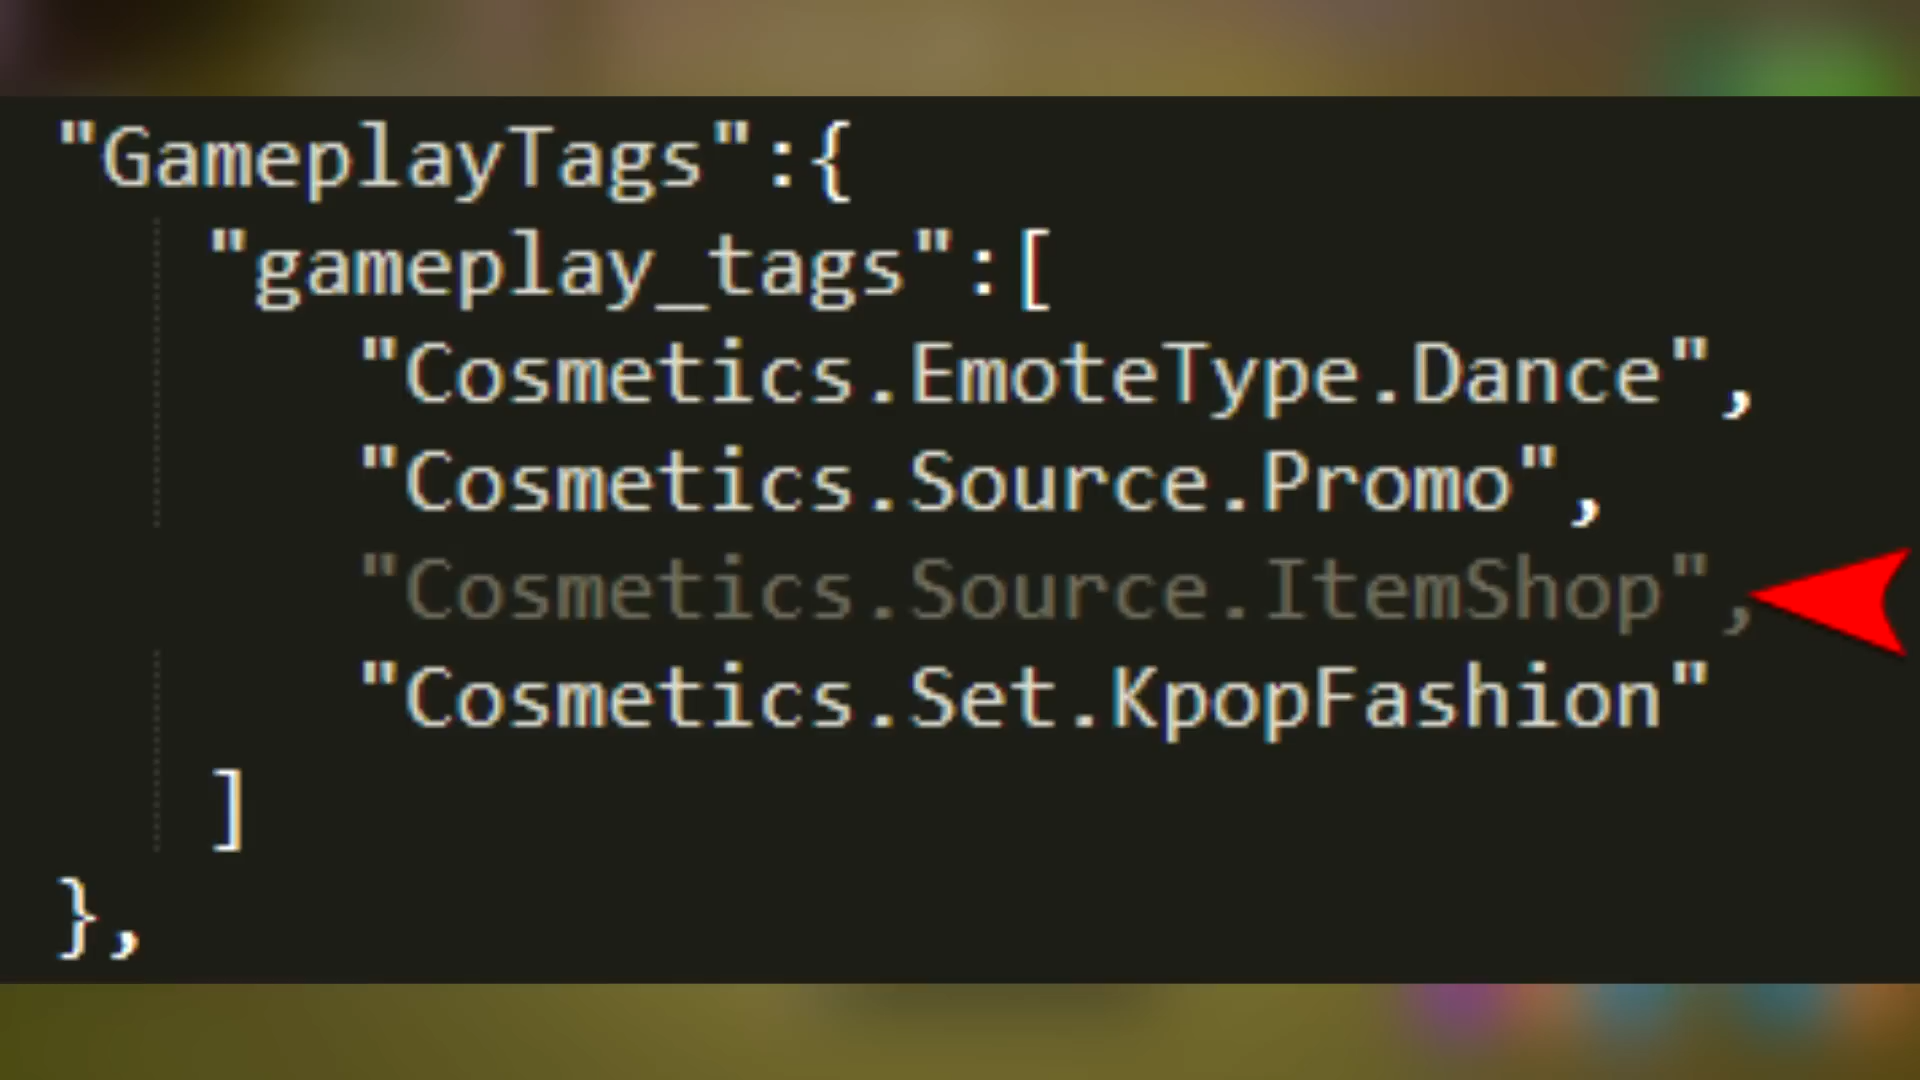 "GameplayTags":{
"gameplay_tags":[
"Cosmetics.EmoteType.Dance",
"Cosmetics.Source.Promo",
"Cosmetics.Source.ItemShop",
"Cosmetics.Set.KpopFashion"
]
},